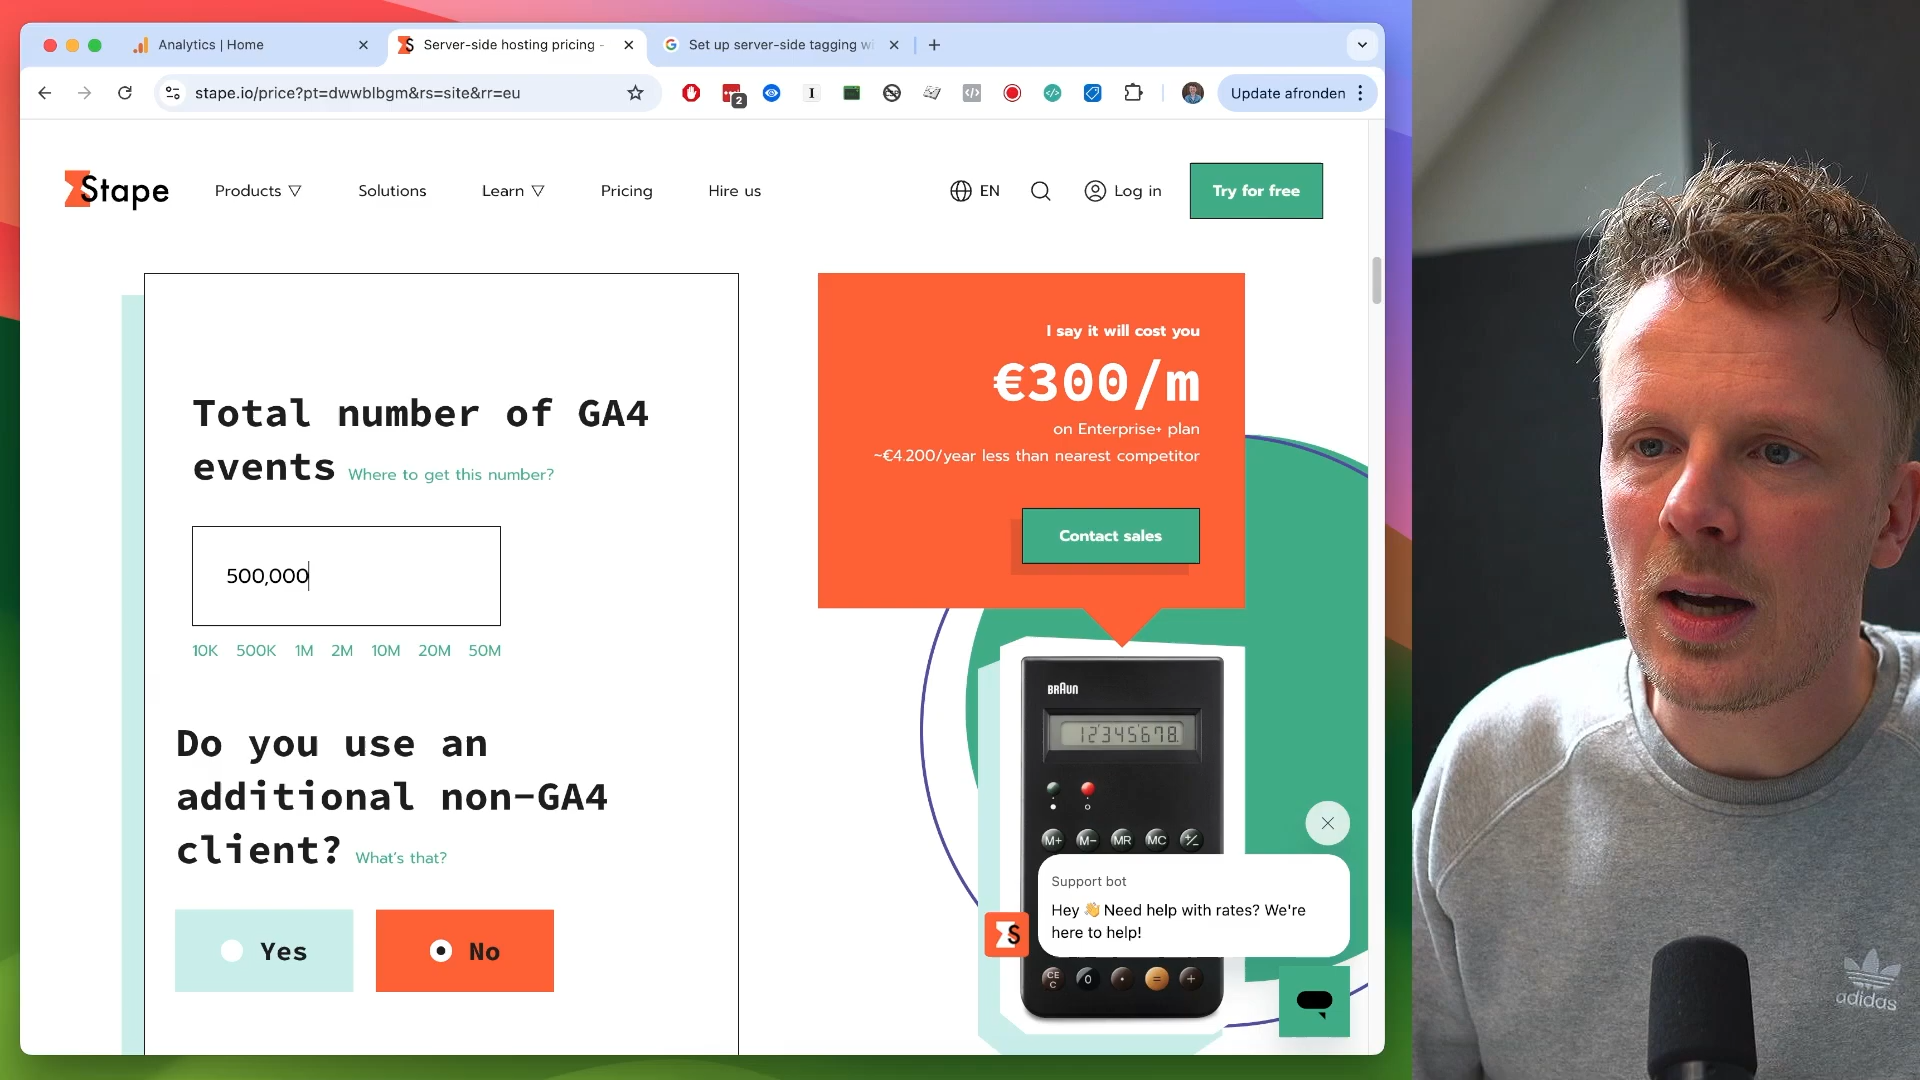 Analytics | Home
Server-side hosting pricing -
Set up server-side tagging wi
stape.io/price?pt=dwwblbgm&rs=site&rr=eu
2
Update afronden
Stape
Products
Solutions
Learn
Pricing
Hire us
EN
Log in
Try for free
Total number of GA4
events Where to get this number?
500,000
10K 500K 1M 2M 10M 20M 50M
Do you use an
additional non-GA4
client? What's that?
Yes
No
I say it will cost you
€300/m
on Enterprise+ plan
~€4.200/year less than nearest competitor
Contact sales
BRAUN
12345678.
M+ M- MR MC +/-
Support bot
Hey 👋 Need help with rates? We're
here to help!
S
CE
C 0 · = +
adidas